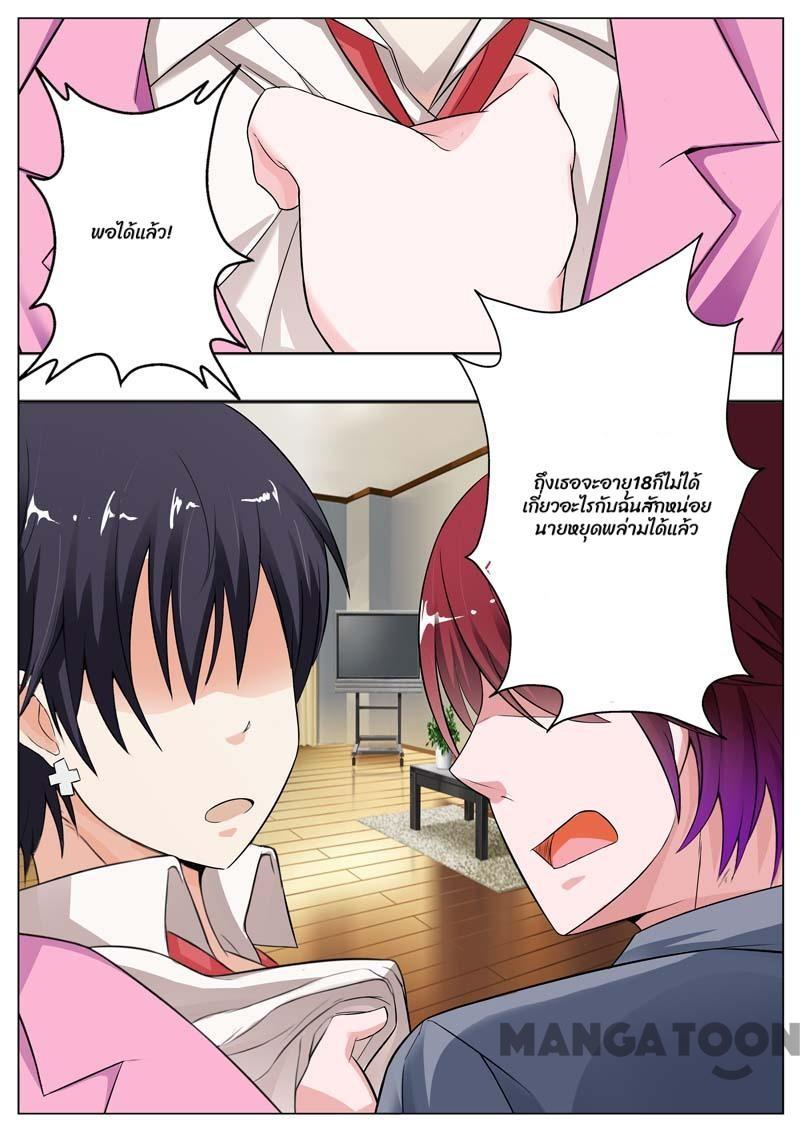 พอได้แล้ว!
ถึงเธอจะอายุ18ก็ไม่ได้
เกี่ยวอะไรกับฉันสักหน่อย
นายหยุดพล่ามได้แล้ว
MANGATOON